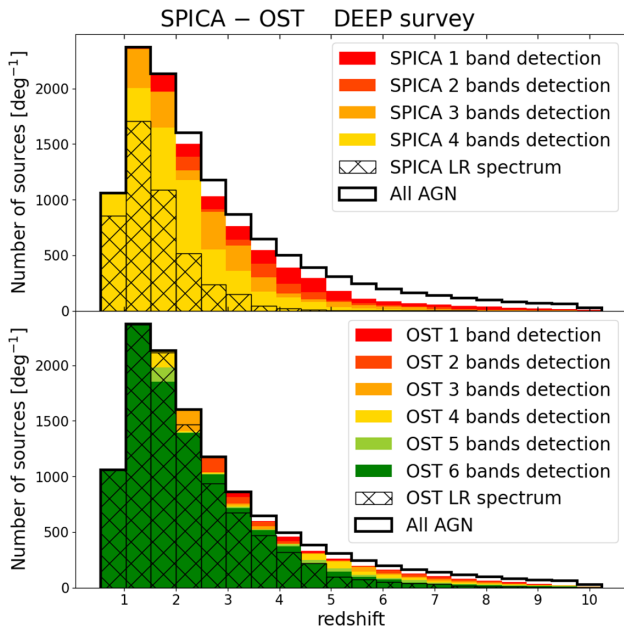 SPICA − OST DEEP survey
Number of sources [deg⁻¹]
2000
1500
1000
500
0
SPICA 1 band detection
SPICA 2 bands detection
SPICA 3 bands detection
SPICA 4 bands detection
SPICA LR spectrum
All AGN
Number of sources [deg⁻¹]
2000
1500
1000
500
0
OST 1 band detection
OST 2 bands detection
OST 3 bands detection
OST 4 bands detection
OST 5 bands detection
OST 6 bands detection
OST LR spectrum
All AGN
1 2 3 4 5 6 7 8 9 10
redshift